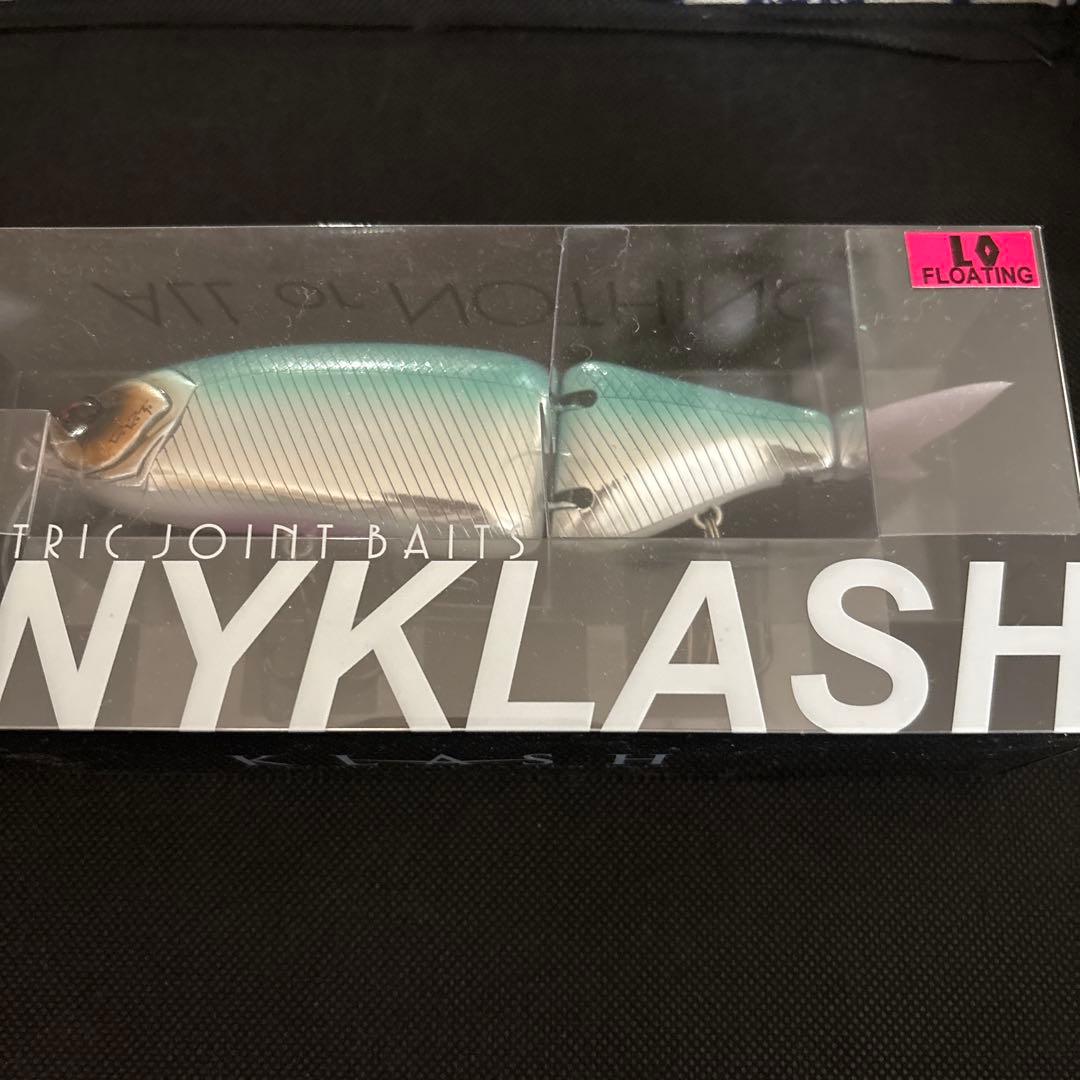 LO
FLOATING
ALL or NOTHING
TRIC JOINT BAITS
NYKLASH
KLASH